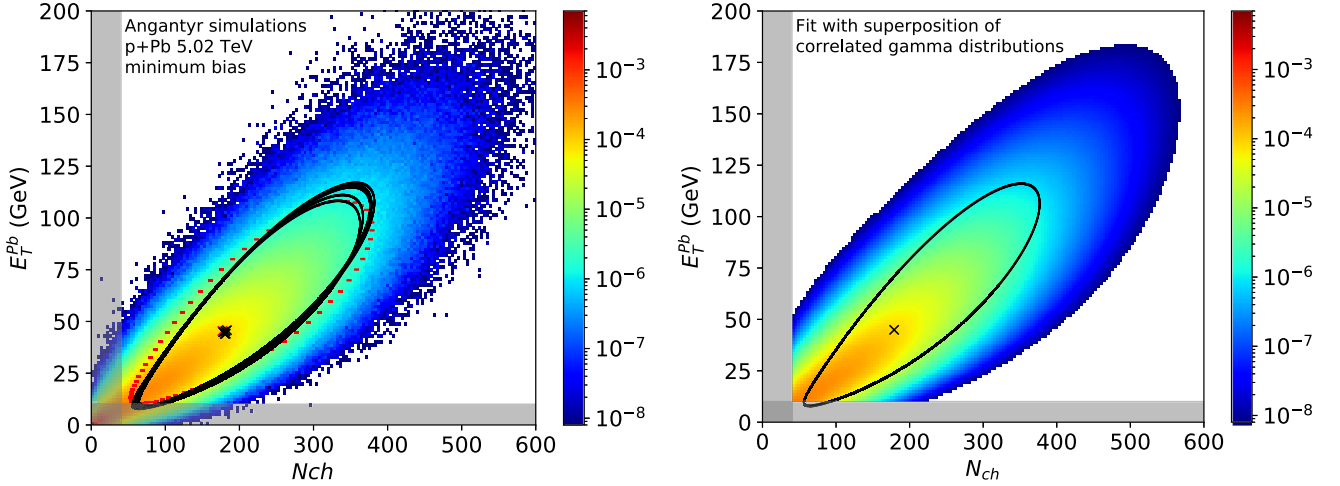 Angantyr simulations
p+Pb 5.02 TeV
minimum bias
200
175
150
125
100
75
50
25
0
E_T^{Pb} (GeV)
0 100 200 300 400 500 600
Nch
10^{-3}
10^{-4}
10^{-5}
10^{-6}
10^{-7}
10^{-8}
Fit with superposition of
correlated gamma distributions
200
175
150
125
100
75
50
25
0
E_T^{Pb} (GeV)
0 100 200 300 400 500 600
N_{ch}
10^{-3}
10^{-4}
10^{-5}
10^{-6}
10^{-7}
10^{-8}